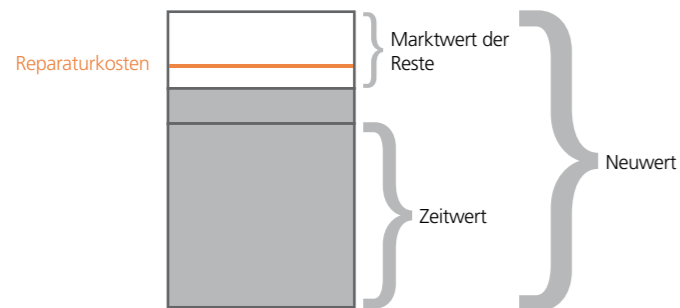 Reparaturkosten
Marktwert der
Reste
Neuwert
Zeitwert